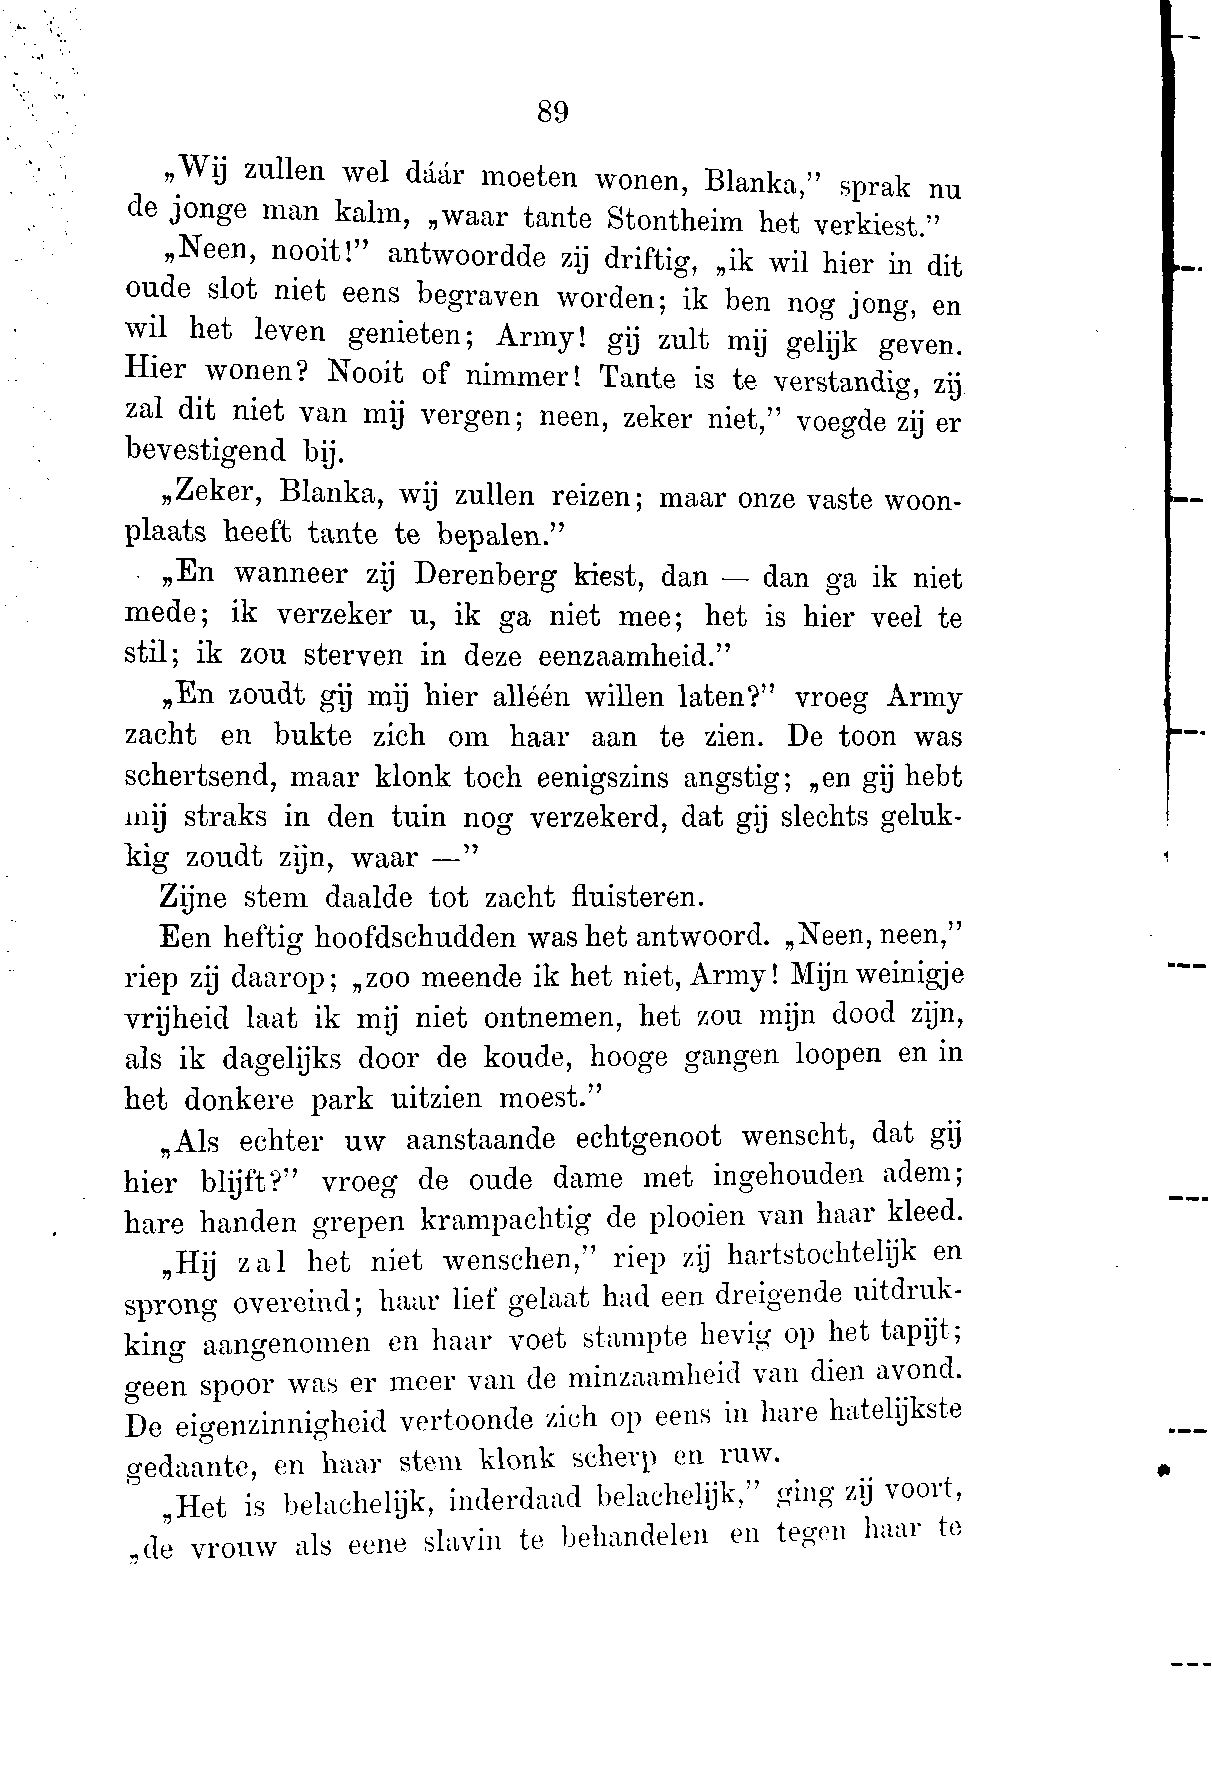 89
„Wij zullen wel dáár moeten wonen, Blanka,” sprak nu
de jonge man kalm, „waar tante Stontheim het verkiest.”
„Neen, nooit!” antwoordde zij driftig, „ik wil hier in dit
oude slot niet eens begraven worden; ik ben nog jong, en
wil het leven genieten; Army! gij zult mij gelijk geven.
Hier wonen? Nooit of nimmer! Tante is te verstandig, zij
zal dit niet van mij vergen; neen, zeker niet,” voegde zij er
bevestigend bij.
„Zeker, Blanka, wij zullen reizen; maar onze vaste woon-
plaats heeft tante te bepalen.”
„En wanneer zij Derenberg kiest, dan — dan ga ik niet
mede; ik verzeker u, ik ga niet mee; het is hier veel te
stil; ik zou sterven in deze eenzaamheid.”
„En zoudt gij mij hier alléén willen laten?” vroeg Army
zacht en bukte zich om haar aan te zien. De toon was
schertsend, maar klonk toch eenigszins angstig; „en gij hebt
mij straks in den tuin nog verzekerd, dat gij slechts geluk-
kig zoudt zijn, waar —”
Zijne stem daalde tot zacht fluisteren.
Een heftig hoofdschudden was het antwoord. „Neen, neen,”
riep zij daarop; „zoo meende ik het niet, Army! Mijn weinigje
vrijheid laat ik mij niet ontnemen, het zou mijn dood zijn,
als ik dagelijks door de koude, hooge gangen loopen en in
het donkere park uitzien moest.”
„Als echter uw aanstaande echtgenoot wenscht, dat gij
hier blijft?” vroeg de oude dame met ingehouden adem;
hare handen grepen krampachtig de plooien van haar kleed.
„Hij zal het niet wenschen,” riep zij hartstochtelijk en
sprong overeind; haar lief gelaat had een dreigende uitdruk-
king aangenomen en haar voet stampte hevig op het tapijt;
geen spoor was er meer van de minzaamheid van dien avond.
De eigenzinnigheid vertoonde zich op eens in hare hatelijkste
gedaante, en haar stem klonk scherp en ruw.
„Het is belachelijk, inderdaad belachelijk,” ging zij voort,
„de vrouw als eene slavin te behandelen en tegen haar te